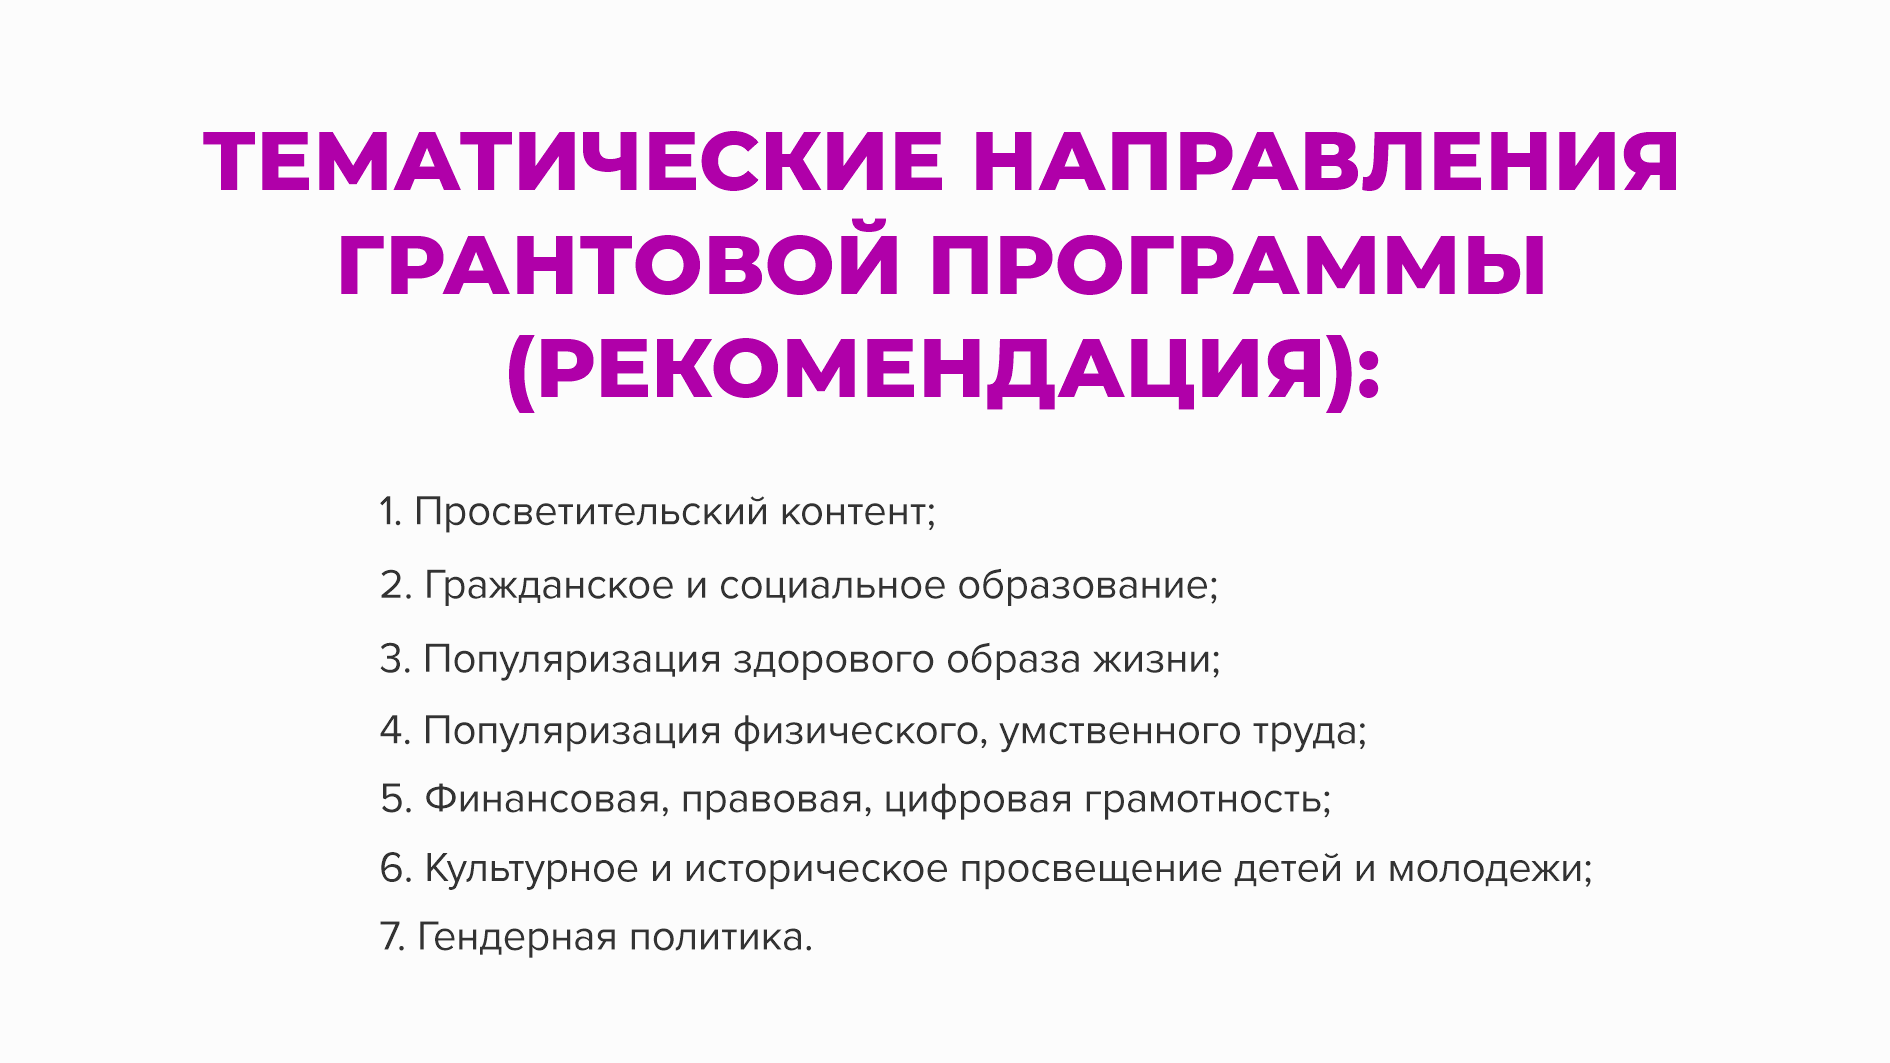 ТЕМАТИЧЕСКИЕ НАПРАВЛЕНИЯ
ГРАНТОВОЙ ПРОГРАММЫ
(РЕКОМЕНДАЦИЯ):
1. Просветительский контент;
2. Гражданское и социальное образование;
3. Популяризация здорового образа жизни;
4. Популяризация физического, умственного труда;
5. Финансовая, правовая, цифровая грамотность;
6. Культурное и историческое просвещение детей и молодежи;
7. Гендерная политика.